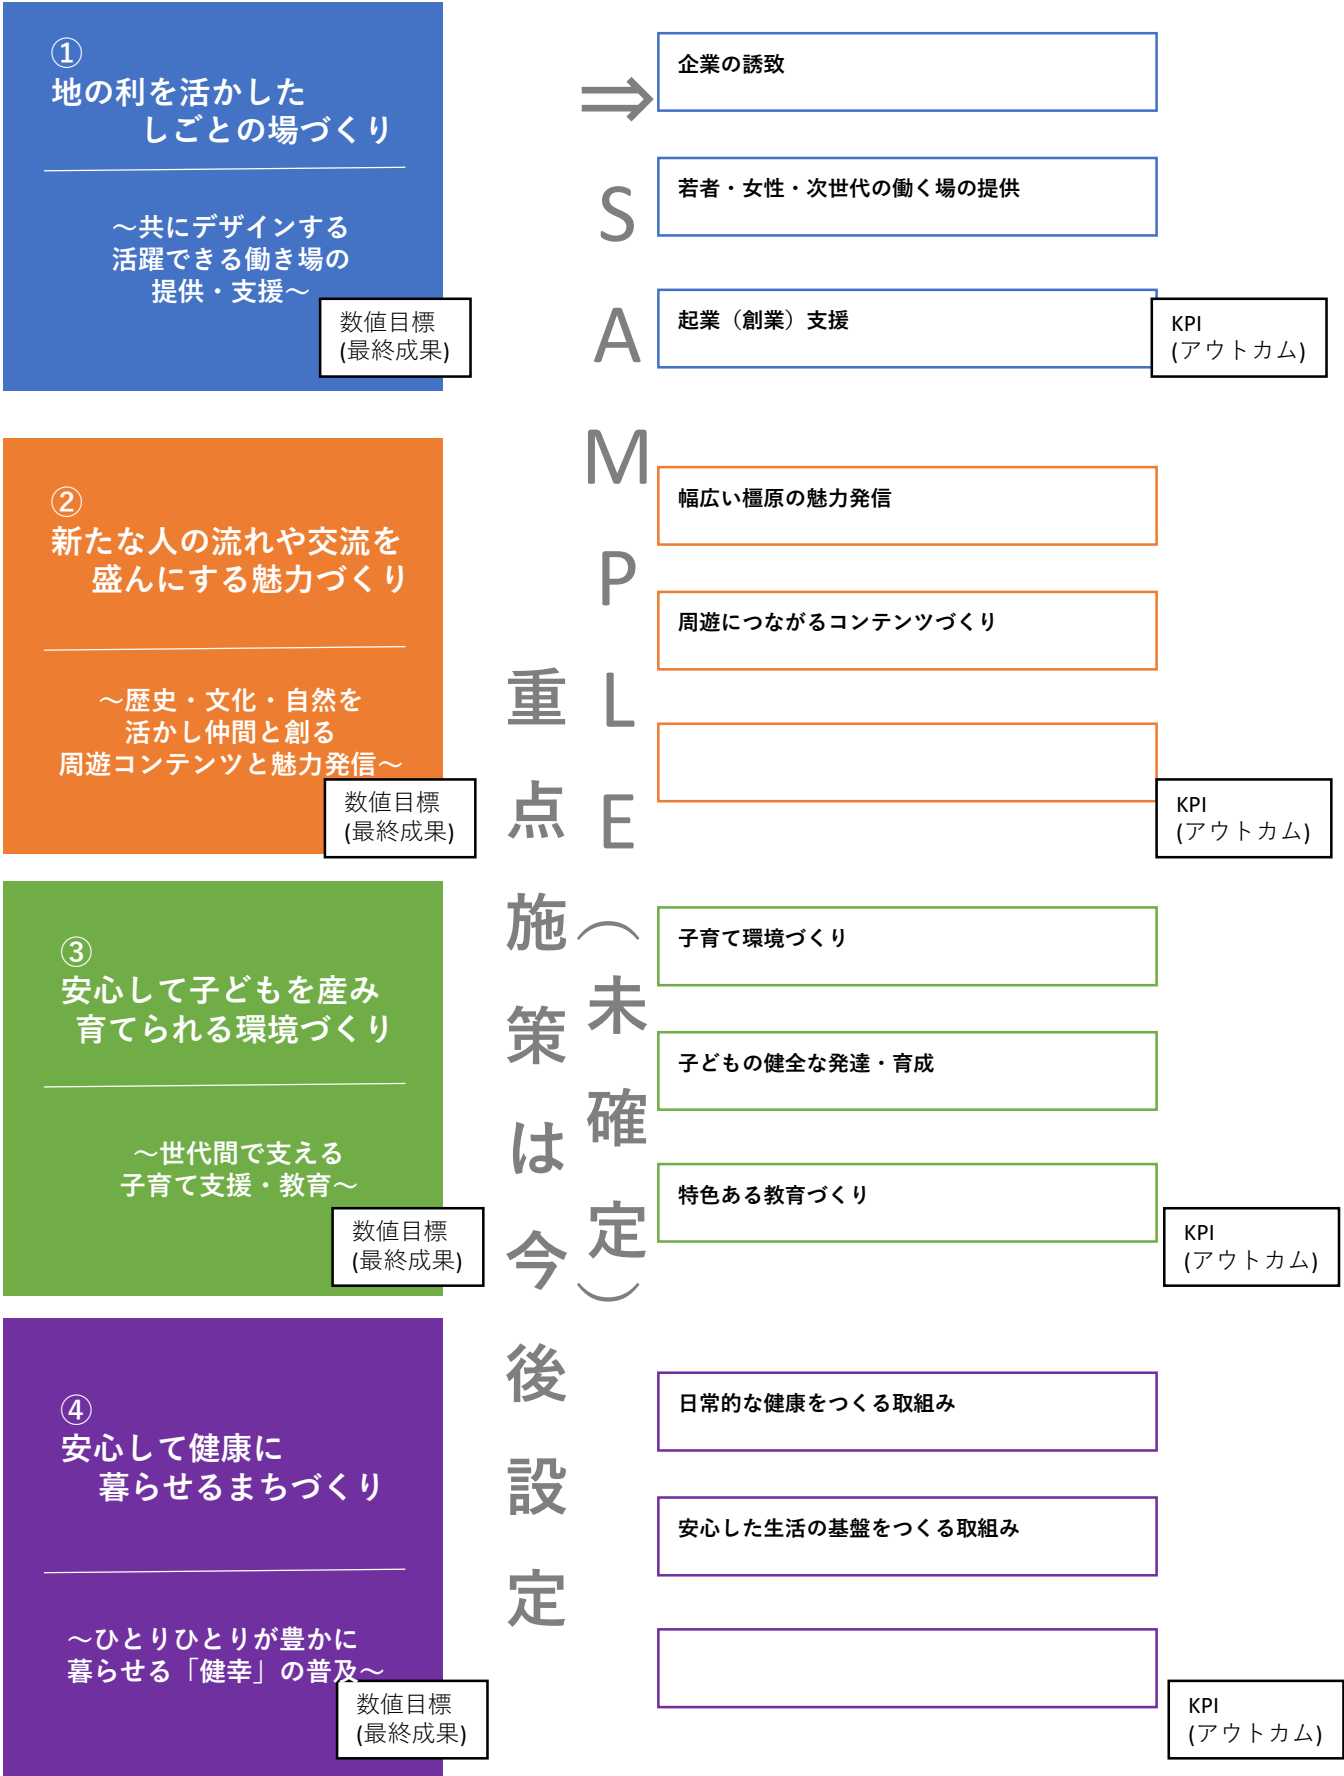 ①
地の利を活かした
しごとの場づくり
～共にデザインする
活躍できる働き場の
提供・支援～
数値目標
(最終成果)
⇒
企業の誘致
若者・女性・次世代の働く場の提供
起業（創業）支援
KPI
(アウトカム)
②
新たな人の流れや交流を
盛んにする魅力づくり
～歴史・文化・自然を
活かし仲間と創る
周遊コンテンツと魅力発信～
数値目標
(最終成果)
幅広い橿原の魅力発信
周遊につながるコンテンツづくり
KPI
(アウトカム)
③
安心して子どもを産み
育てられる環境づくり
～世代間で支える
子育て支援・教育～
数値目標
(最終成果)
子育て環境づくり
子どもの健全な発達・育成
特色ある教育づくり
KPI
(アウトカム)
④
安心して健康に
暮らせるまちづくり
～ひとりひとりが豊かに
暮らせる「健幸」の普及～
数値目標
(最終成果)
日常的な健康をつくる取組み
安心した生活の基盤をつくる取組み
KPI
(アウトカム)
SAMPLE（未確定）
重点施策は今後設定